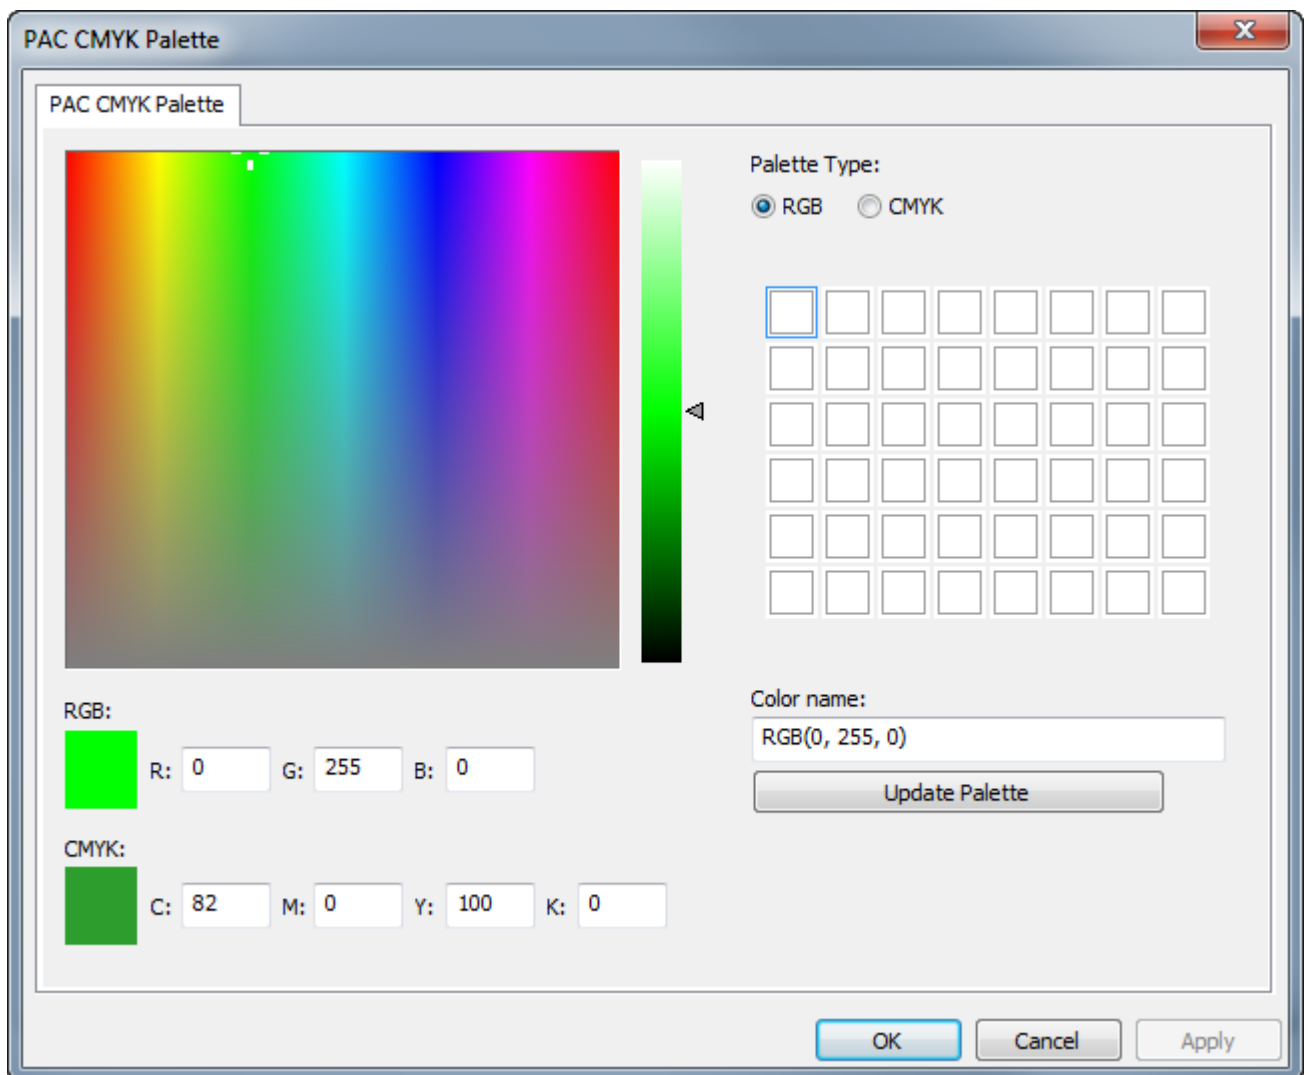 PAC CMYK Palette
PAC CMYK Palette
Palette Type:
RGB CMYK
RGB:
R: 0 G: 255 B: 0
CMYK:
C: 82 M: 0 Y: 100 K: 0
Color name:
RGB(0, 255, 0)
Update Palette
OK Cancel Apply